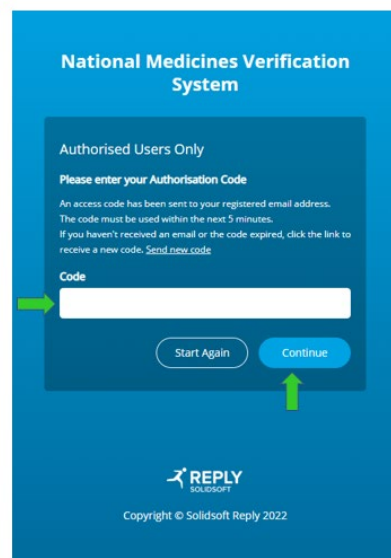 National Medicines Verification
System
Authorised Users Only
Please enter your Authorisation Code
An access code has been sent to your registered email address.
The code must be used within the next 5 minutes.
If you haven't received an email or the code expired, click the link to
receive a new code. Send new code
Code
Start Again
Continue
REPLY
SOLIDSOFT
Copyright © Solidsoft Reply 2022